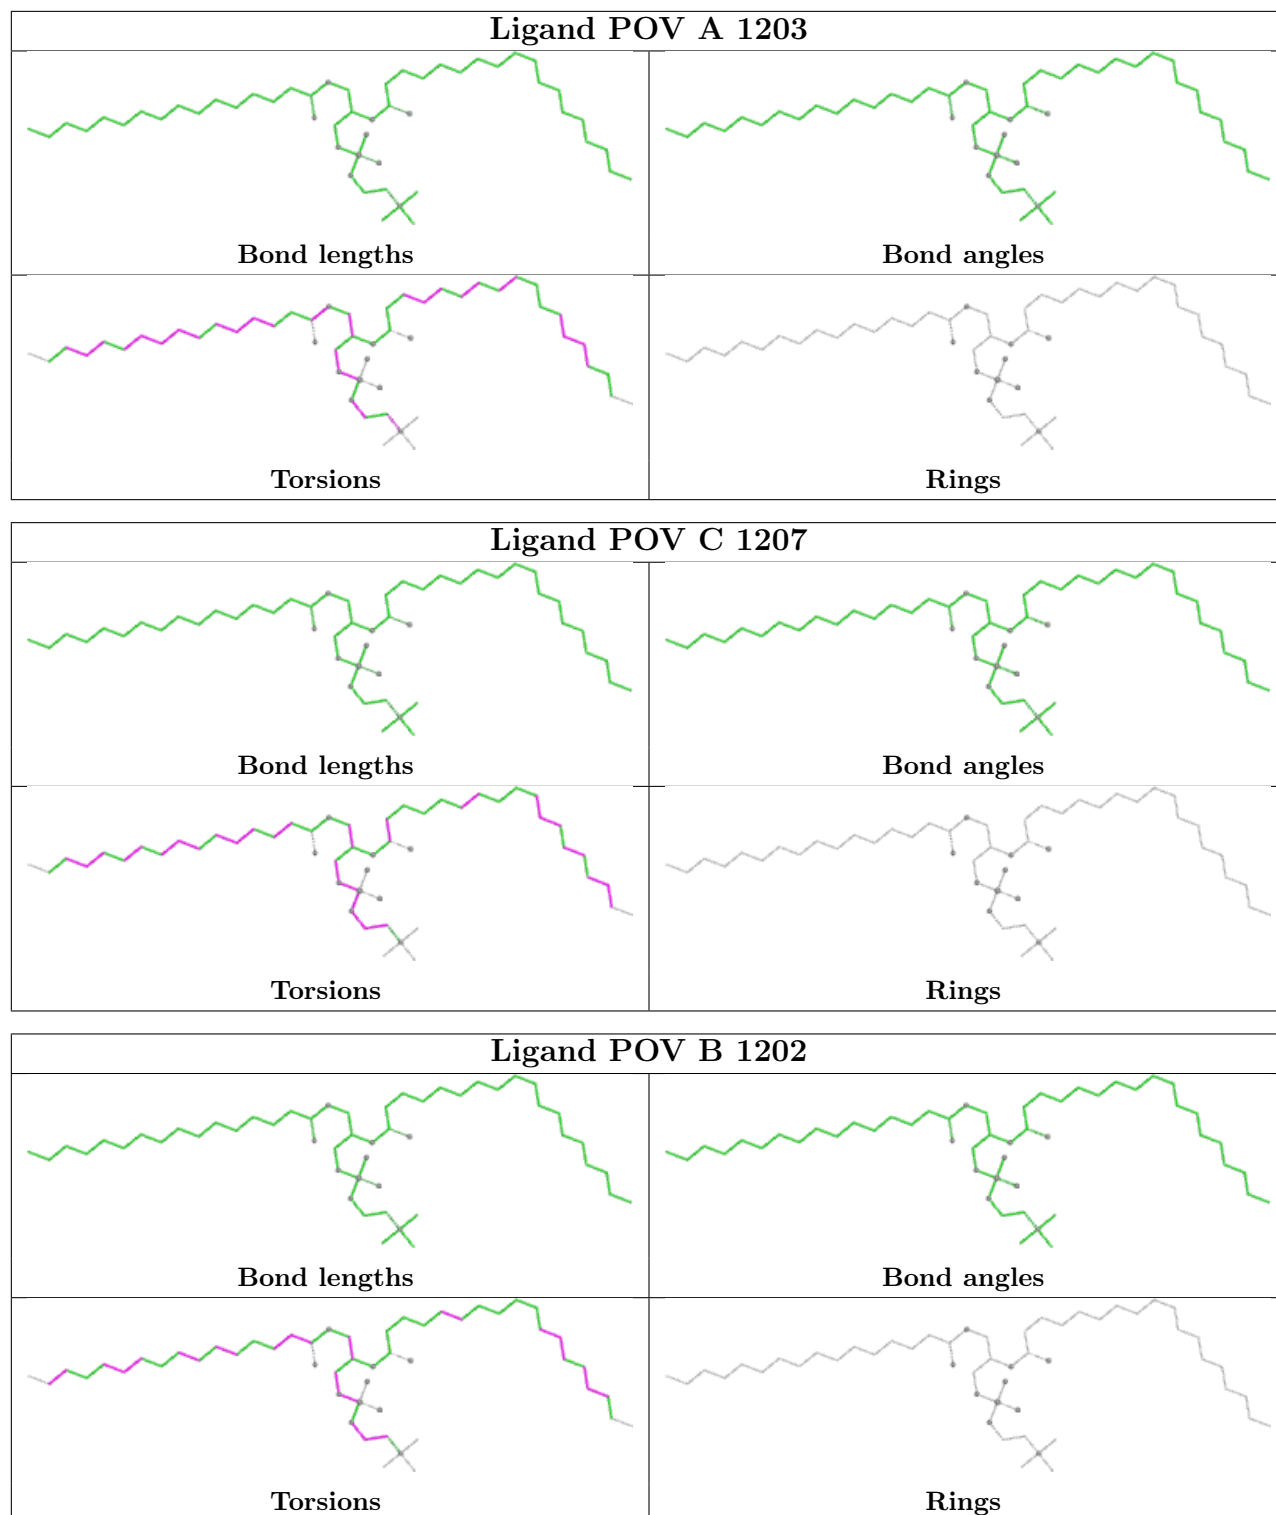 Ligand POV A 1203
Bond lengths
Bond angles
Torsions
Rings
Ligand POV C 1207
Bond lengths
Bond angles
Torsions
Rings
Ligand POV B 1202
Bond lengths
Bond angles
Torsions
Rings